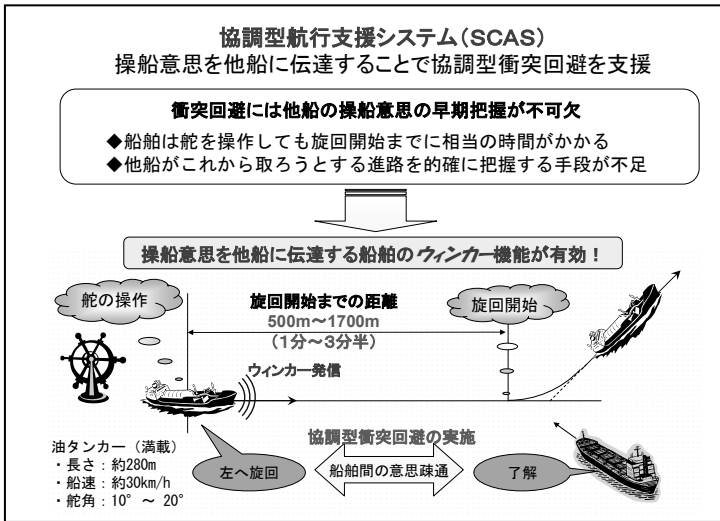 協調型航行支援システム(SCAS)
操船意思を他船に伝達することで協調型衝突回避を支援
衝突回避には他船の操船意思の早期把握が不可欠
◆船舶は舵を操作しても旋回開始までに相当の時間がかかる
◆他船がこれから取ろうとする進路を的確に把握する手段が不足
操船意思を他船に伝達する船舶のウィンカー機能が有効！
舵の操作
旋回開始までの距離
500m～1700m
（1分～3分半）
旋回開始
ウィンカー発信
協調型衝突回避の実施
油タンカー（満載）
・長さ：約280m
・船速：約30km/h
・舵角：10° ～ 20°
左へ旋回
船舶間の意思疎通
了解